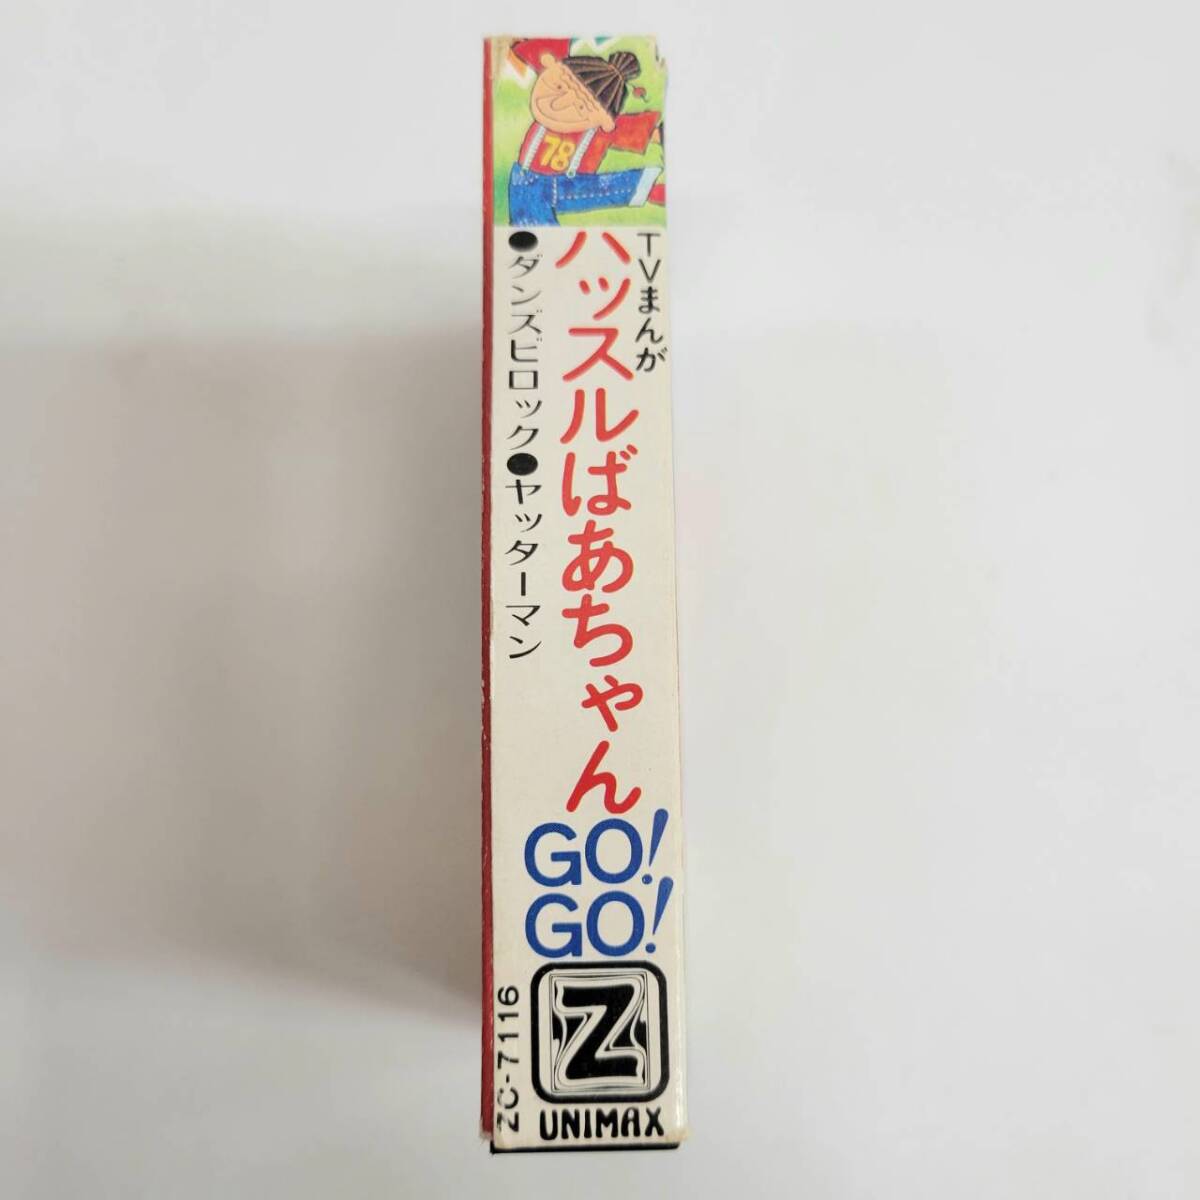 78
TVまんが
ハッスルばあちゃん
●ダンズビロック●ヤッターマン
GO!
GO!
Z
UNIMAX
ZC-7116